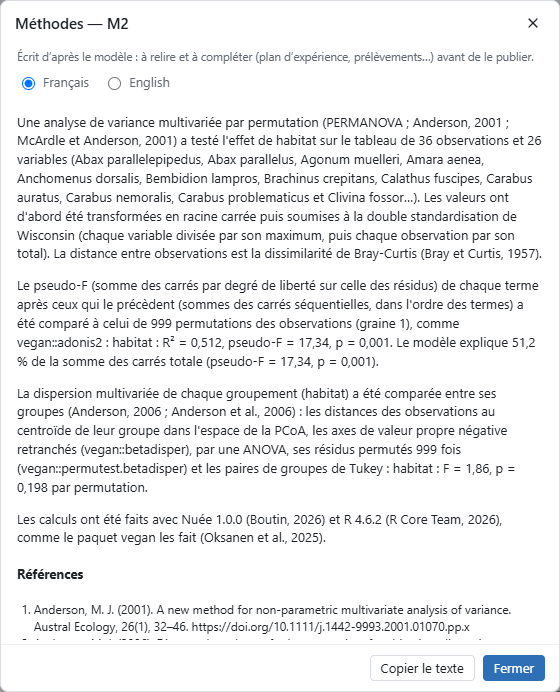 Méthodes — M2
Écrit d’après le modèle : à relire et à compléter (plan d’expérience, prélèvements…) avant de le publier.
Français English
Une analyse de variance multivariée par permutation (PERMANOVA ; Anderson, 2001 ;
McArdle et Anderson, 2001) a testé l'effet de habitat sur le tableau de 36 observations et 26
variables (Abax parallelepipedus, Abax parallelus, Agonum muelleri, Amara aenea,
Anchomenus dorsalis, Bembidion lampros, Brachinus crepitans, Calathus fuscipes, Carabus
auratus, Carabus nemoralis, Carabus problematicus et Clivina fossor…). Les valeurs ont
d'abord été transformées en racine carrée puis soumises à la double standardisation de
Wisconsin (chaque variable divisée par son maximum, puis chaque observation par son
total). La distance entre observations est la dissimilarité de Bray-Curtis (Bray et Curtis, 1957).
Le pseudo-F (somme des carrés par degré de liberté sur celle des résidus) de chaque terme
après ceux qui le précèdent (sommes des carrés séquentielles, dans l'ordre des termes) a
été comparé à celui de 999 permutations des observations (graine 1), comme
vegan::adonis2 : habitat : R² = 0,512, pseudo-F = 17,34, p = 0,001. Le modèle explique 51,2
% de la somme des carrés totale (pseudo-F = 17,34, p = 0,001).
La dispersion multivariée de chaque groupement (habitat) a été comparée entre ses
groupes (Anderson, 2006 ; Anderson et al., 2006) : les distances des observations au
centroïde de leur groupe dans l'espace de la PCoA, les axes de valeur propre négative
retranchés (vegan::betadisper), par une ANOVA, ses résidus permutés 999 fois
(vegan::permutest.betadisper) et les paires de groupes de Tukey : habitat : F = 1,86, p =
0,198 par permutation.
Les calculs ont été faits avec Nuée 1.0.0 (Boutin, 2026) et R 4.6.2 (R Core Team, 2026),
comme le paquet vegan les fait (Oksanen et al., 2025).
Références
1. Anderson, M. J. (2001). A new method for non-parametric multivariate analysis of variance.
Austral Ecology, 26(1), 32–46. https://doi.org/10.1111/j.1442-9993.2001.01070.pp.x
Copier le texte Fermer